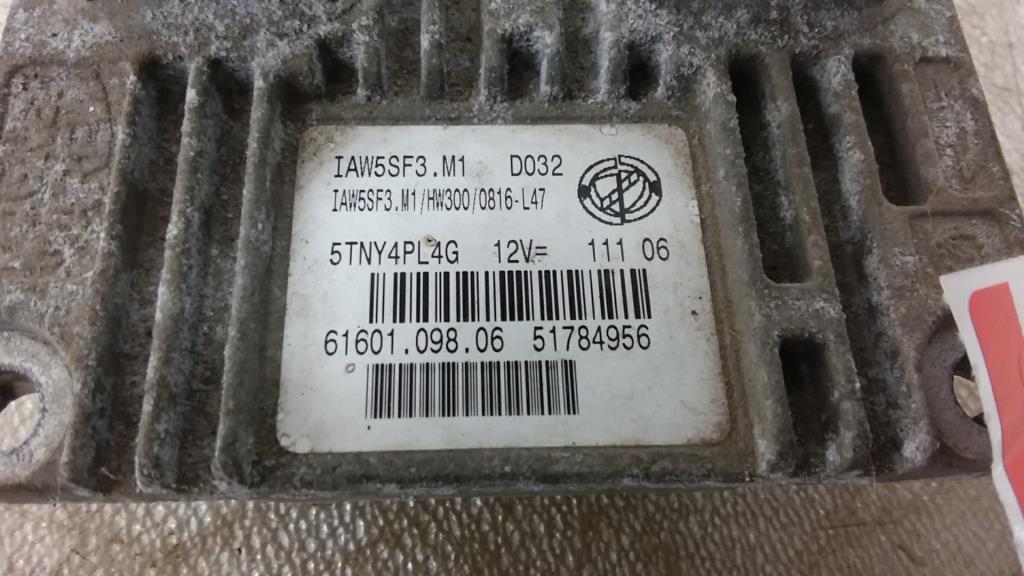 IAW5SF3.M1 D032
IAW5SF3.M1/HW300/0816-L47
5TNY4PL4G 12V= 111 06
61601.098.06 51784956